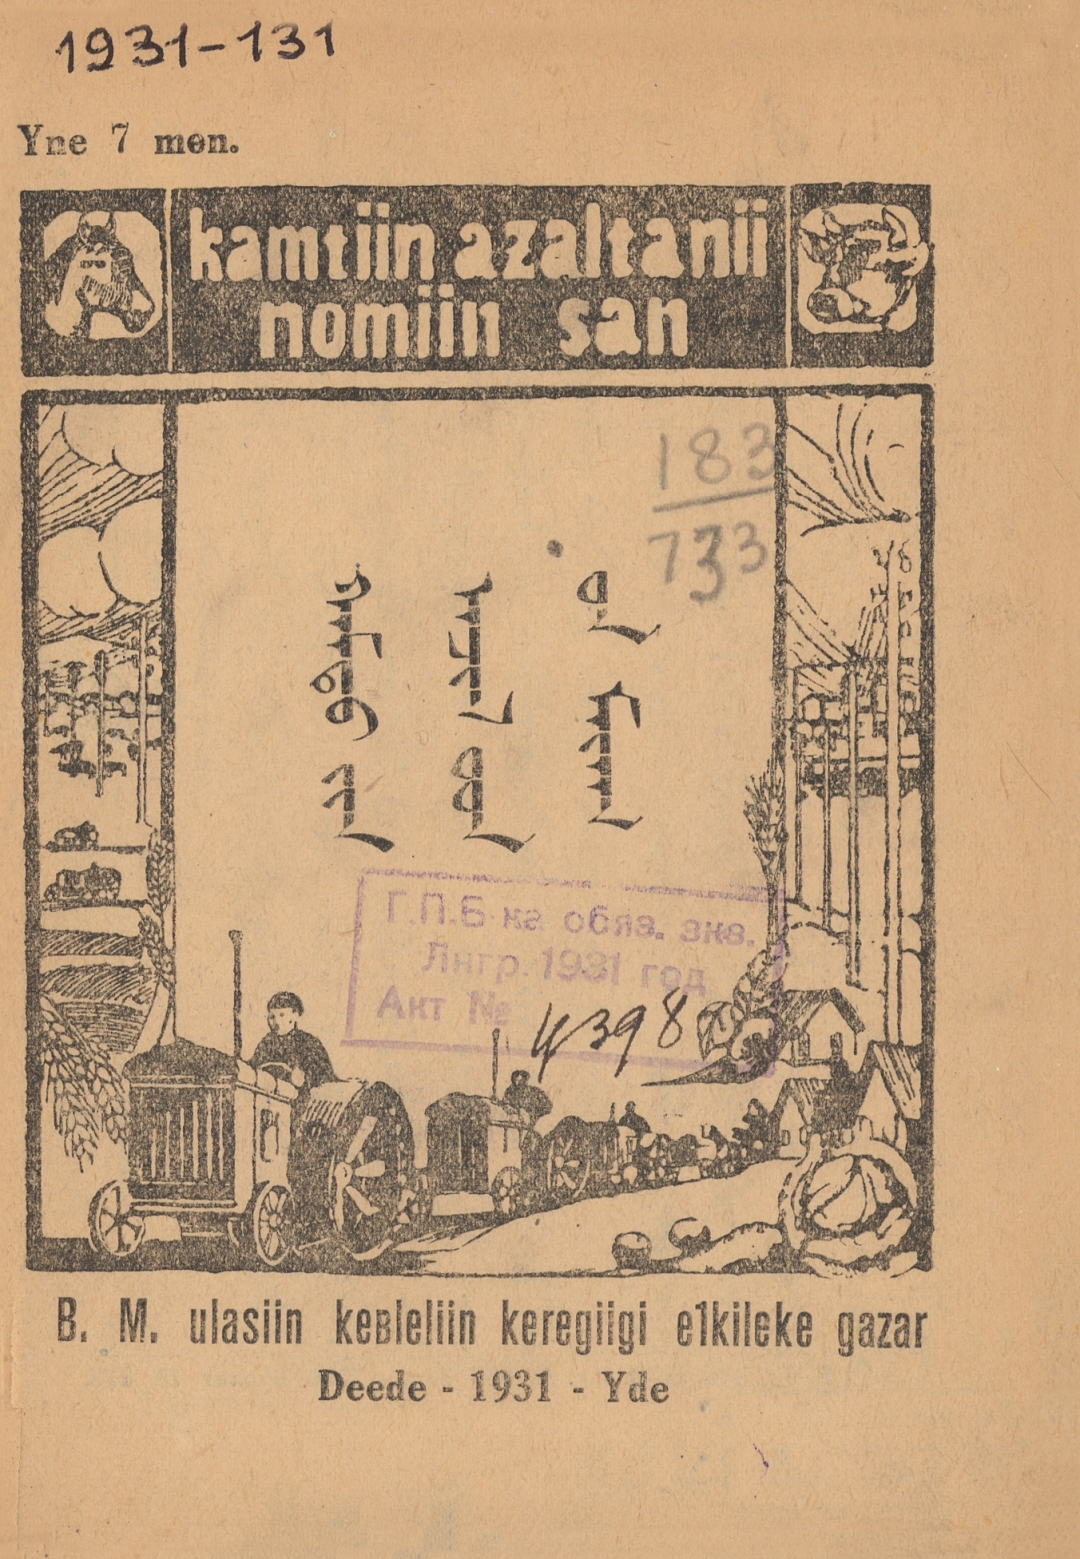 1931-131
Yne 7 mөn.
kamtiin azaltanii
nomiin san
183
733
Г.П.Б-ка обяз. экв.
Лнгр. 1931 год
Акт № 4398
B. M. ulasiin keвleliin keregiigi elkileke gazar
Deede - 1931 - Yde